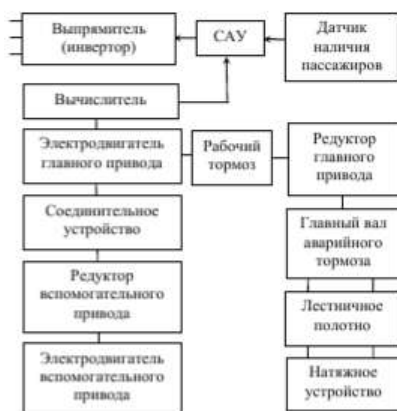 Выпрямитель
(инвертор)
САУ
Датчик
наличия
пассажиров
Вычислитель
Электродвигатель
главного привода
Рабочий
тормоз
Редуктор
главного
привода
Соединительное
устройство
Главный вал
аварийного
тормоза
Редуктор
вспомогательного
привода
Лестничное
полотно
Электродвигатель
вспомогательного
привода
Натяжное
устройство